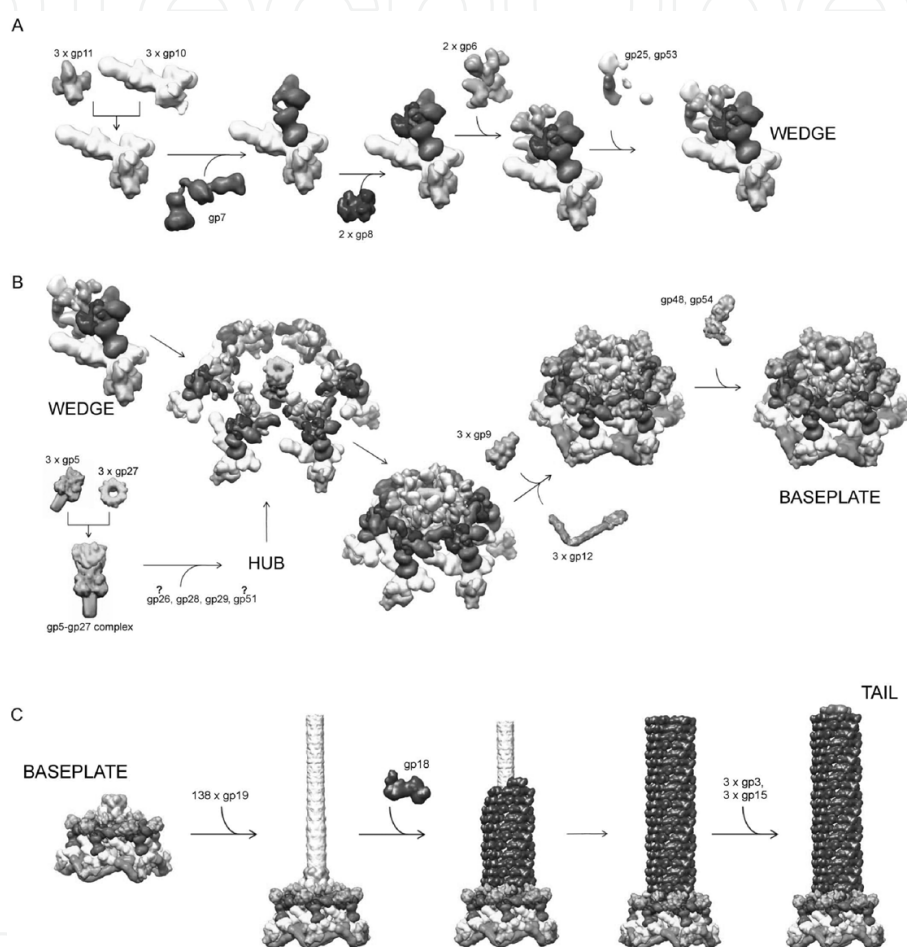 A
3 x gp11
3 x gp10
gp7
2 x gp8
2 x gp6
gp25, gp53
WEDGE
B
WEDGE
3 x gp5
3 x gp27
gp5-gp27 complex
?
?
gp26, gp28, gp29, gp51
HUB
3 x gp9
3 x gp12
gp48, gp54
BASEPLATE
C
BASEPLATE
138 x gp19
gp18
3 x gp3,
3 x gp15
TAIL